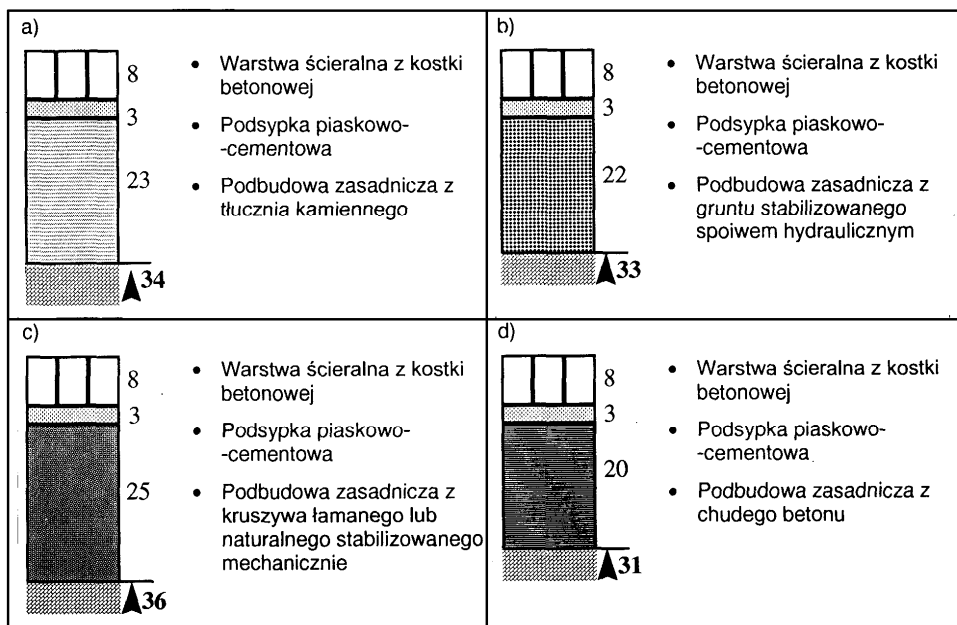 a)
8
3
23
34
• Warstwa ścieralna z kostki
betonowej
• Podsypka piaskowo-
-cementowa
• Podbudowa zasadnicza z
tłucznia kamiennego
b)
8
3
22
33
• Warstwa ścieralna z kostki
betonowej
• Podsypka piaskowo-
-cementowa
• Podbudowa zasadnicza z
gruntu stabilizowanego
spoiwem hydraulicznym
c)
8
3
25
36
• Warstwa ścieralna z kostki
betonowej
• Podsypka piaskowo-
-cementowa
• Podbudowa zasadnicza z
kruszywa łamanego lub
naturalnego stabilizowanego
mechanicznie
d)
8
3
20
31
• Warstwa ścieralna z kostki
betonowej
• Podsypka piaskowo-
-cementowa
• Podbudowa zasadnicza z
chudego betonu